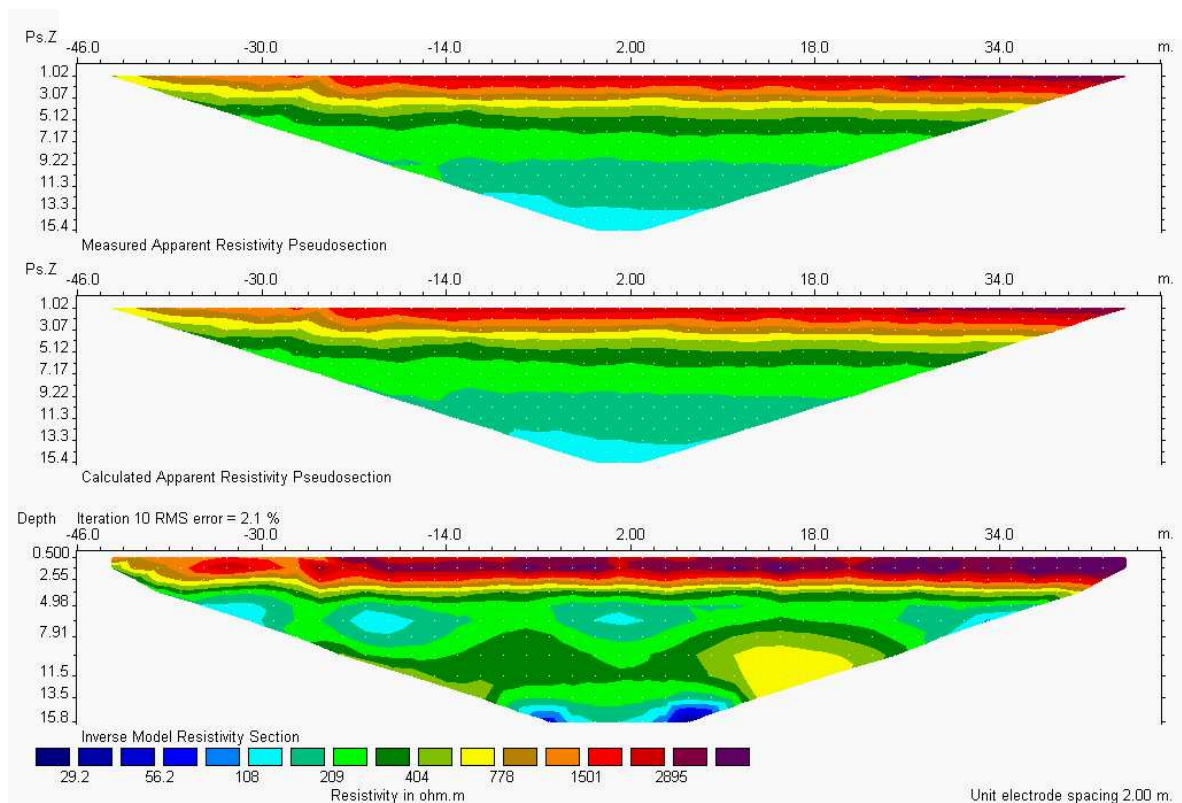 Ps.Z -46.0 -30.0 -14.0 2.00 18.0 34.0 m.
1.02
3.07
5.12
7.17
9.22
11.3
13.3
15.4
Measured Apparent Resistivity Pseudosection
Ps.Z -46.0 -30.0 -14.0 2.00 18.0 34.0 m.
1.02
3.07
5.12
7.17
9.22
11.3
13.3
15.4
Calculated Apparent Resistivity Pseudosection
Depth Iteration 10 RMS error = 2.1 %
-46.0 -30.0 -14.0 2.00 18.0 34.0 m.
0.500
2.55
4.98
7.91
11.5
13.5
15.8
Inverse Model Resistivity Section
29.2 56.2 108 209 404 778 1501 2895
Resistivity in ohm.m Unit electrode spacing 2.00 m.